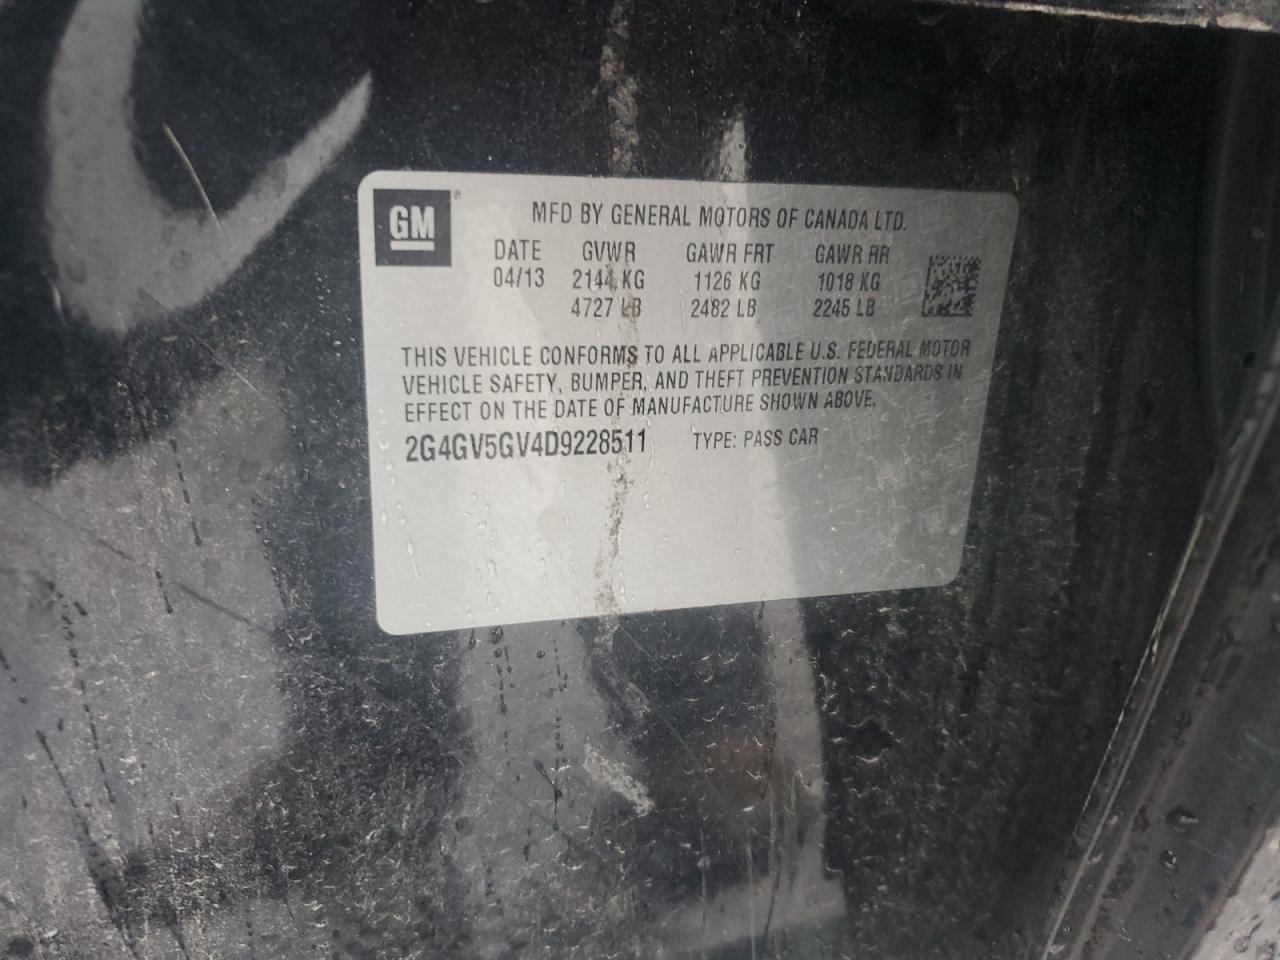 GM ®
MFD BY GENERAL MOTORS OF CANADA LTD.
DATE GVWR GAWR FRT GAWR RR
04/13 2144 KG 1126 KG 1018 KG
4727 LB 2482 LB 2245 LB
THIS VEHICLE CONFORMS TO ALL APPLICABLE U.S. FEDERAL MOTOR
VEHICLE SAFETY, BUMPER, AND THEFT PREVENTION STANDARDS IN
EFFECT ON THE DATE OF MANUFACTURE SHOWN ABOVE.
2G4GV5GV4D9228511 TYPE: PASS CAR